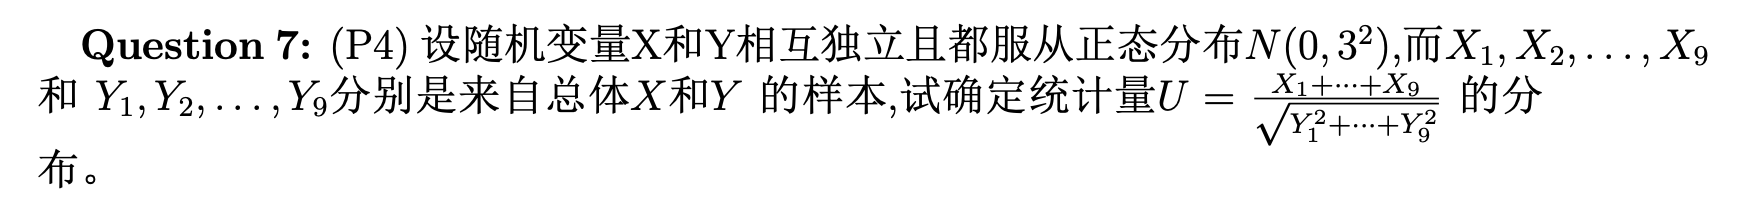 Question 7: (P4) 设随机变量X和Y相互独立且都服从正态分布N(0, 3²),而X₁, X₂, . . . , X₉
和 Y₁, Y₂, . . . , Y₉分别是来自总体X和Y 的样本,试确定统计量U = \frac{X₁+···+X₉}{\sqrt{Y₁²+···+Y₉²}} 的分
布。